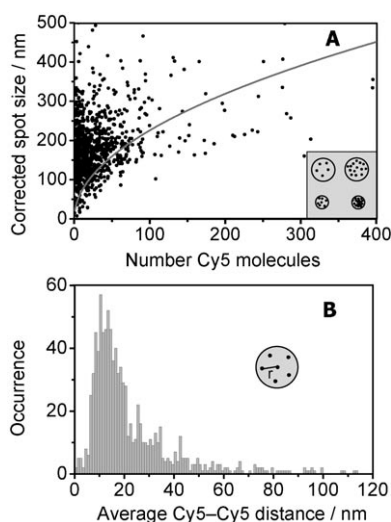 A
Corrected spot size / nm
500
400
300
200
100
0
0 100 200 300 400
Number Cy5 molecules
B
Occurrence
60
40
20
0
r
0 20 40 60 80 100 120
Average Cy5–Cy5 distance / nm